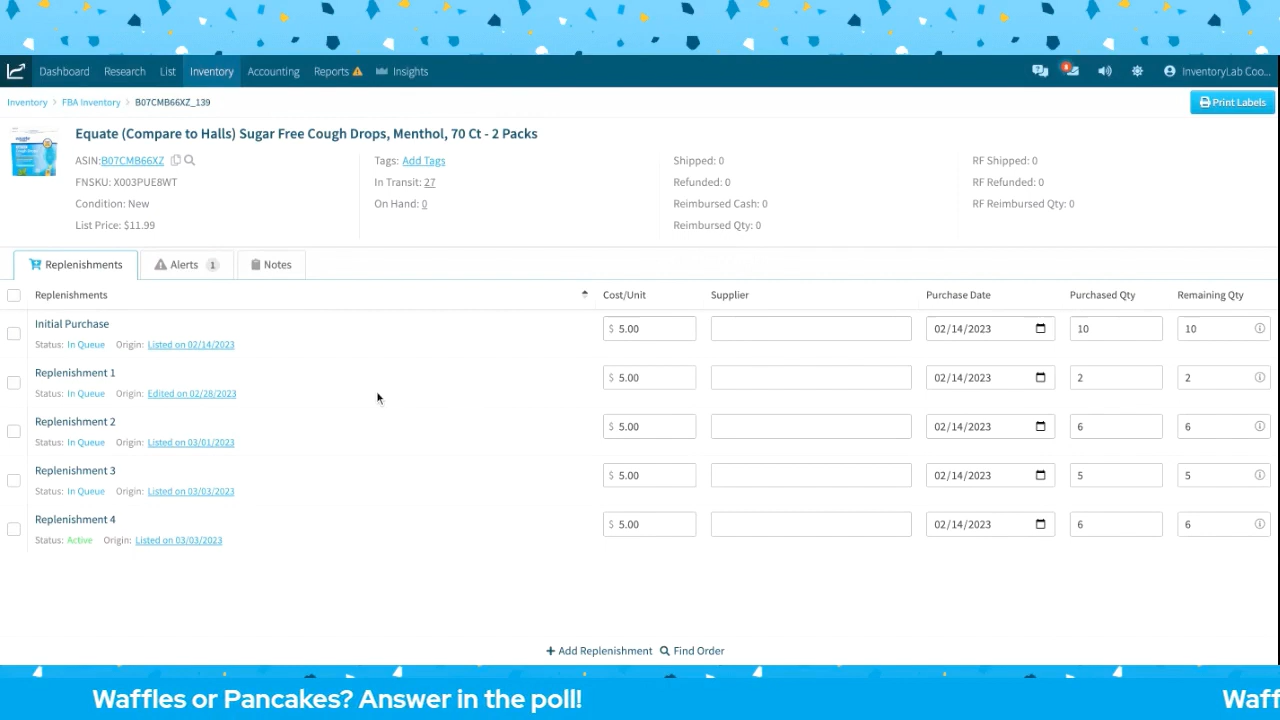 Dashboard Research List Inventory Accounting Reports Insights InventoryLab Coo...
Inventory > FBA Inventory > B07CMB66XZ_139 Print Labels
Equate (Compare to Halls) Sugar Free Cough Drops, Menthol, 70 Ct - 2 Packs
ASIN:B07CMB66XZ Tags: Add Tags Shipped: 0 RF Shipped: 0
FNSKU: X003PUE8WT In Transit: 27 Refunded: 0 RF Refunded: 0
Condition: New On Hand: 0 Reimbursed Cash: 0 RF Reimbursed Qty: 0
List Price: $11.99 Reimbursed Qty: 0
Replenishments Alerts 1 Notes
Replenishments Cost/Unit Supplier Purchase Date Purchased Qty Remaining Qty
Initial Purchase $ 5.00 02/14/2023 10 10
Status: In Queue Origin: Listed on 02/14/2023
Replenishment 1 $ 5.00 02/14/2023 2 2
Status: In Queue Origin: Edited on 02/28/2023
Replenishment 2 $ 5.00 02/14/2023 6 6
Status: In Queue Origin: Listed on 03/01/2023
Replenishment 3 $ 5.00 02/14/2023 5 5
Status: In Queue Origin: Listed on 03/03/2023
Replenishment 4 $ 5.00 02/14/2023 6 6
Status: Active Origin: Listed on 03/03/2023
+ Add Replenishment Find Order
Waffles or Pancakes? Answer in the poll! Waff